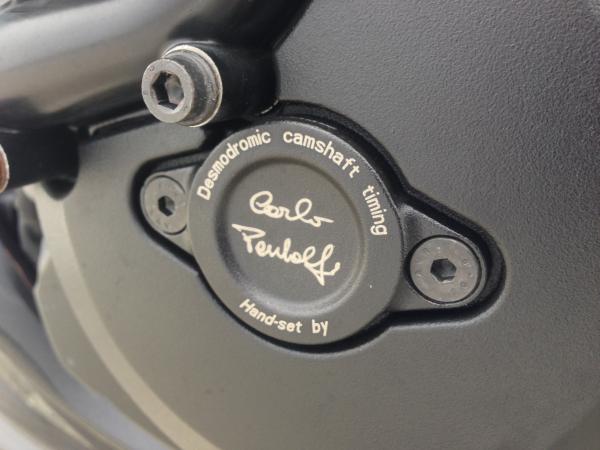 Desmodromic camshaft timing
Carlo
Hand-set by